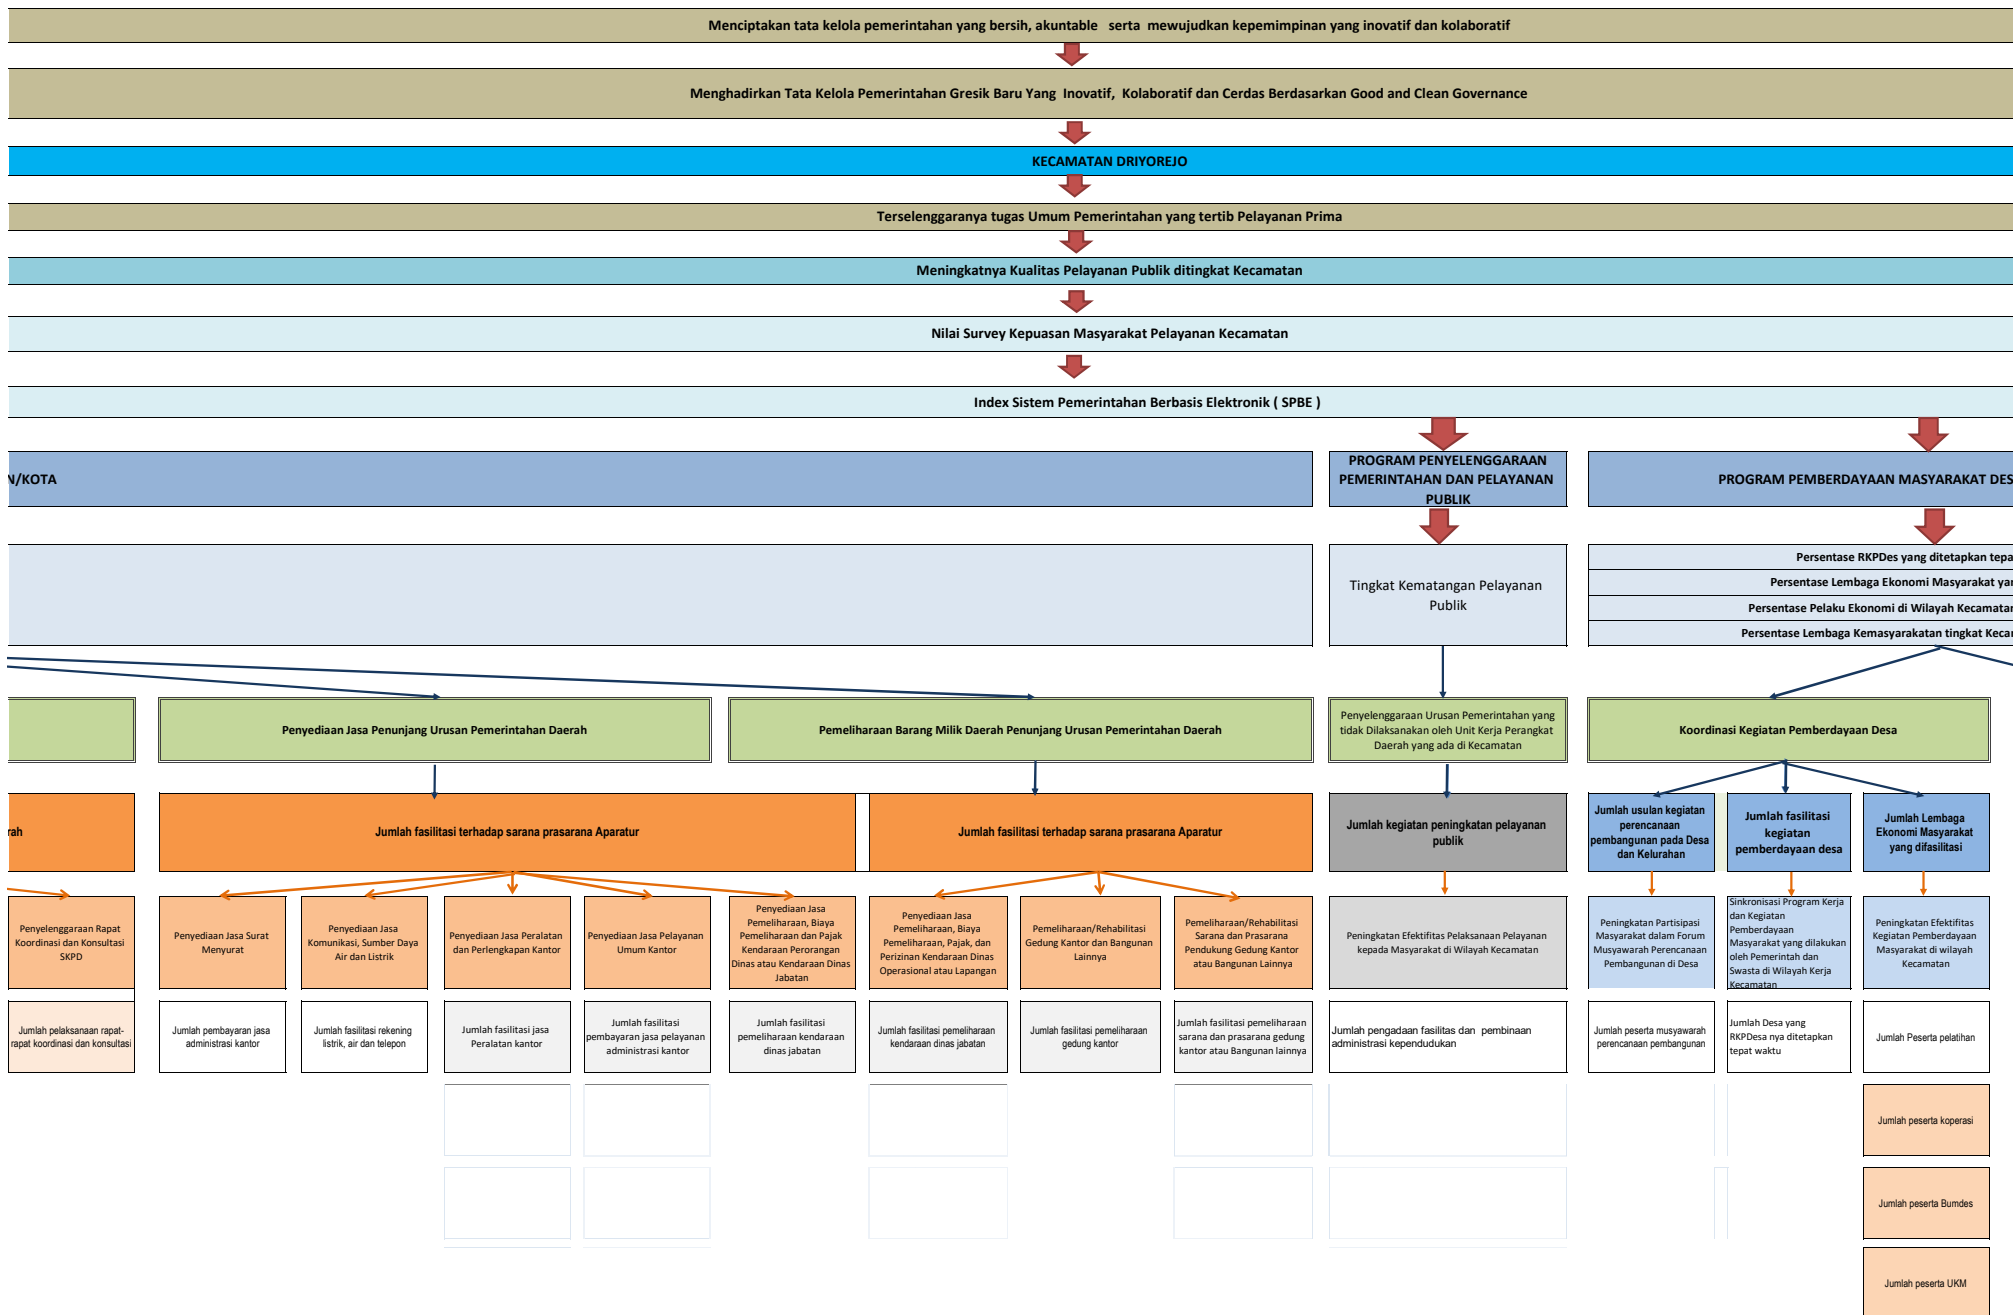 Menciptakan tata kelola pemerintahan yang bersih, akuntable serta mewujudkan kepemimpinan yang inovatif dan kolaboratif
Menghadirkan Tata Kelola Pemerintahan Gresik Baru Yang Inovatif, Kolaboratif dan Cerdas Berdasarkan Good and Clean Governance
KECAMATAN DRIYOREJO
Terselenggaranya tugas Umum Pemerintahan yang tertib Pelayanan Prima
Meningkatnya Kualitas Pelayanan Publik ditingkat Kecamatan
Nilai Survey Kepuasan Masyarakat Pelayanan Kecamatan
Index Sistem Pemerintahan Berbasis Elektronik ( SPBE )
N/KOTA
PROGRAM PENYELENGGARAAN
PEMERINTAHAN DAN PELAYANAN
PUBLIK
PROGRAM PEMBERDAYAAN MASYARAKAT DES
Tingkat Kematangan Pelayanan
Publik
Persentase RKPDes yang ditetapkan tepa
Persentase Lembaga Ekonomi Masyarakat yan
Persentase Pelaku Ekonomi di Wilayah Kecamatan
Persentase Lembaga Kemasyarakatan tingkat Kecam
Penyediaan Jasa Penunjang Urusan Pemerintahan Daerah
Pemeliharaan Barang Milik Daerah Penunjang Urusan Pemerintahan Daerah
Penyelenggaraan Urusan Pemerintahan yang
tidak Dilaksanakan oleh Unit Kerja Perangkat
Daerah yang ada di Kecamatan
Koordinasi Kegiatan Pemberdayaan Desa
rah
Jumlah fasilitasi terhadap sarana prasarana Aparatur
Jumlah fasilitasi terhadap sarana prasarana Aparatur
Jumlah kegiatan peningkatan pelayanan
publik
Jumlah usulan kegiatan
perencanaan
pembangunan pada Desa
dan Kelurahan
Jumlah fasilitasi
kegiatan
pemberdayaan desa
Jumlah Lembaga
Ekonomi Masyarakat
yang difasilitasi
Penyelenggaraan Rapat
Koordinasi dan Konsultasi
SKPD
Penyediaan Jasa Surat
Menyurat
Penyediaan Jasa
Komunikasi, Sumber Daya
Air dan Listrik
Penyediaan Jasa Peralatan
dan Perlengkapan Kantor
Penyediaan Jasa Pelayanan
Umum Kantor
Penyediaan Jasa
Pemeliharaan, Biaya
Pemeliharaan dan Pajak
Kendaraan Perorangan
Dinas atau Kendaraan Dinas
Jabatan
Penyediaan Jasa
Pemeliharaan, Biaya
Pemeliharaan, Pajak, dan
Perizinan Kendaraan Dinas
Operasional atau Lapangan
Pemeliharaan/Rehabilitasi
Gedung Kantor dan Bangunan
Lainnya
Pemeliharaan/Rehabilitasi
Sarana dan Prasarana
Pendukung Gedung Kantor
atau Bangunan Lainnya
Peningkatan Efektifitas Pelaksanaan Pelayanan
kepada Masyarakat di Wilayah Kecamatan
Peningkatan Partisipasi
Masyarakat dalam Forum
Musyawarah Perencanaan
Pembangunan di Desa
Sinkronisasi Program Kerja
dan Kegiatan
Pemberdayaan
Masyarakat yang dilakukan
oleh Pemerintah dan
Swasta di Wilayah Kerja
Kecamatan
Peningkatan Efektifitas
Kegiatan Pemberdayaan
Masyarakat di wilayah
Kecamatan
Jumlah pelaksanaan rapat-
rapat koordinasi dan konsultasi
Jumlah pembayaran jasa
administrasi kantor
Jumlah fasilitasi rekening
listrik, air dan telepon
Jumlah fasilitasi jasa
Peralatan kantor
Jumlah fasilitasi
pembayaran jasa pelayanan
administrasi kantor
Jumlah fasilitasi
pemeliharaan kendaraan
dinas jabatan
Jumlah fasilitasi pemeliharaan
kendaraan dinas jabatan
Jumlah fasilitasi pemeliharaan
gedung kantor
Jumlah fasilitasi pemeliharaan
sarana dan prasarana gedung
kantor atau Bangunan lainnya
Jumlah pengadaan fasilitas dan pembinaan
administrasi kependudukan
Jumlah peserta musyawarah
perencanaan pembangunan
Jumlah Desa yang
RKPDesa nya ditetapkan
tepat waktu
Jumlah Peserta pelatihan
Jumlah peserta koperasi
Jumlah peserta Bumdes
Jumlah peserta UKM